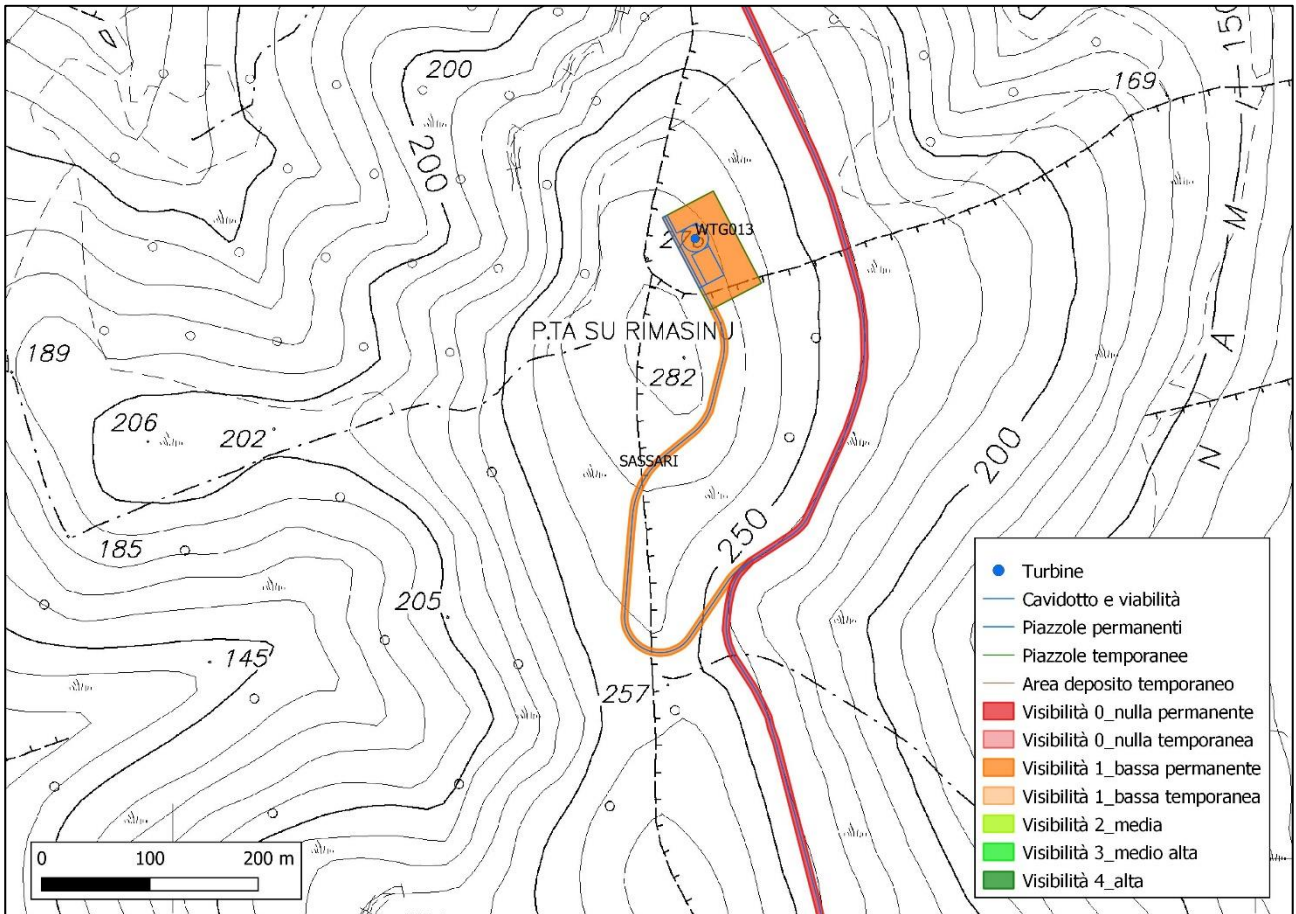 200
169
150
200
WTG013
P.TA SU RIMASINU
189
282
206
202
SASSARI
200
250
185
205
145
257
N A M I
Turbine
Cavidotto e viabilità
Piazzole permanenti
Piazzole temporanee
Area deposito temporaneo
Visibilità 0_nulla permanente
Visibilità 0_nulla temporanea
Visibilità 1_bassa permanente
Visibilità 1_bassa temporanea
Visibilità 2_media
Visibilità 3_medio alta
Visibilità 4_alta
0 100 200 m